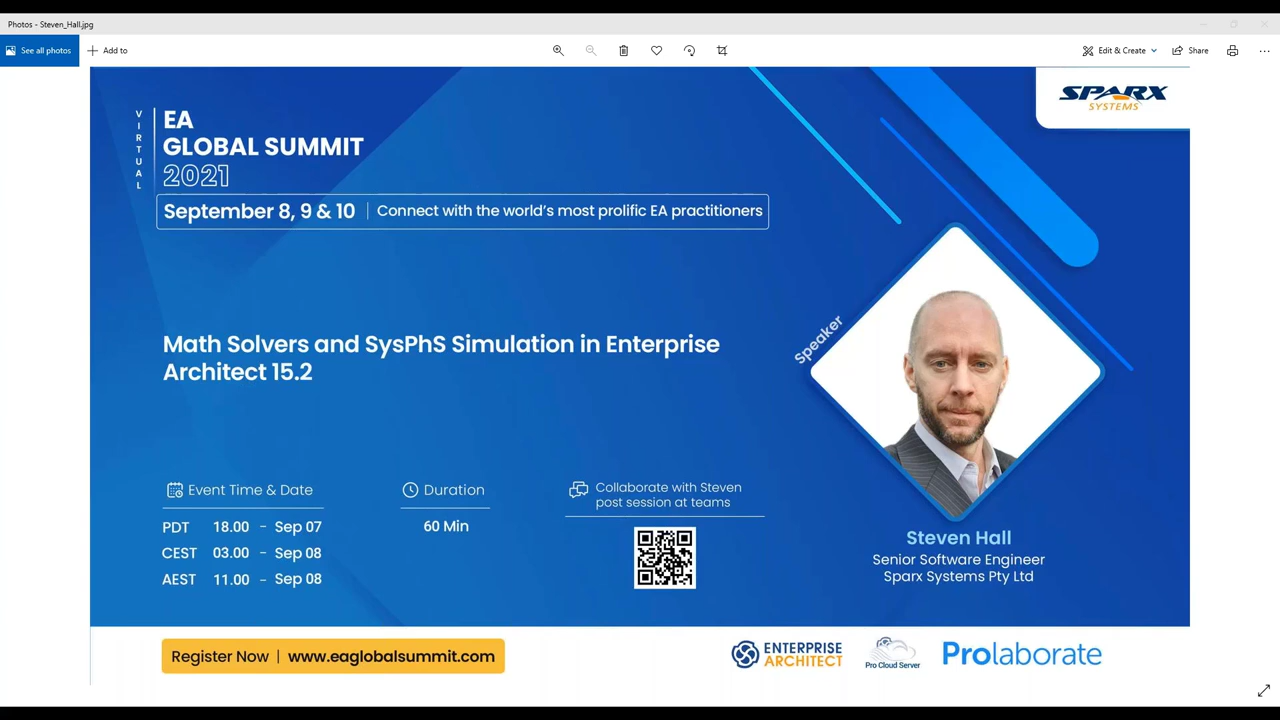 Photos - Steven_Hall.jpg
See all photos
Add to
Edit & Create
Share
SPARX
SYSTEMS
VIRTUAL
EA
GLOBAL SUMMIT
2021
September 8, 9 & 10 | Connect with the world's most prolific EA practitioners
Speaker
Math Solvers and SysPhS Simulation in Enterprise
Architect 15.2
Event Time & Date
PDT 18.00 - Sep 07
CEST 03.00 - Sep 08
AEST 11.00 - Sep 08
Duration
60 Min
Collaborate with Steven
post session at teams
Steven Hall
Senior Software Engineer
Sparx Systems Pty Ltd
Register Now | www.eaglobalsummit.com
ENTERPRISE
ARCHITECT
Pro Cloud Server
Prolaborate